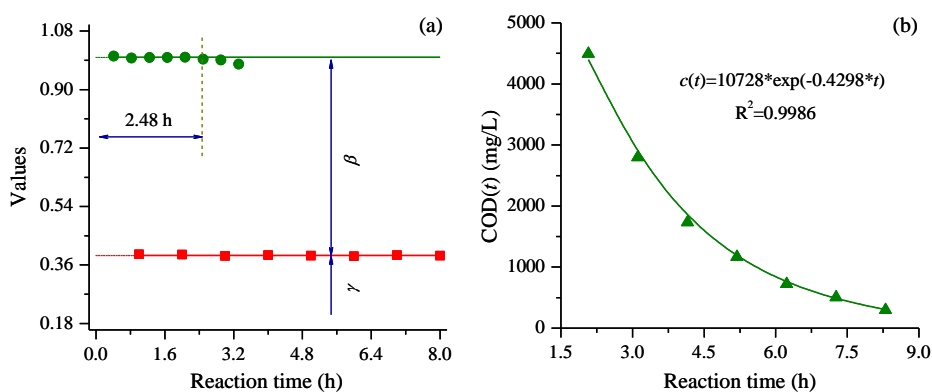 (a)
1.08
0.90
0.72
0.54
0.36
0.18
Values
2.48 h
β
γ
0.0 1.6 3.2 4.8 6.4 8.0
Reaction time (h)
(b)
5000
4000
3000
2000
1000
0
COD(t) (mg/L)
c(t)=10728*exp(-0.4298*t)
R²=0.9986
1.5 3.0 4.5 6.0 7.5 9.0
Reaction time (h)